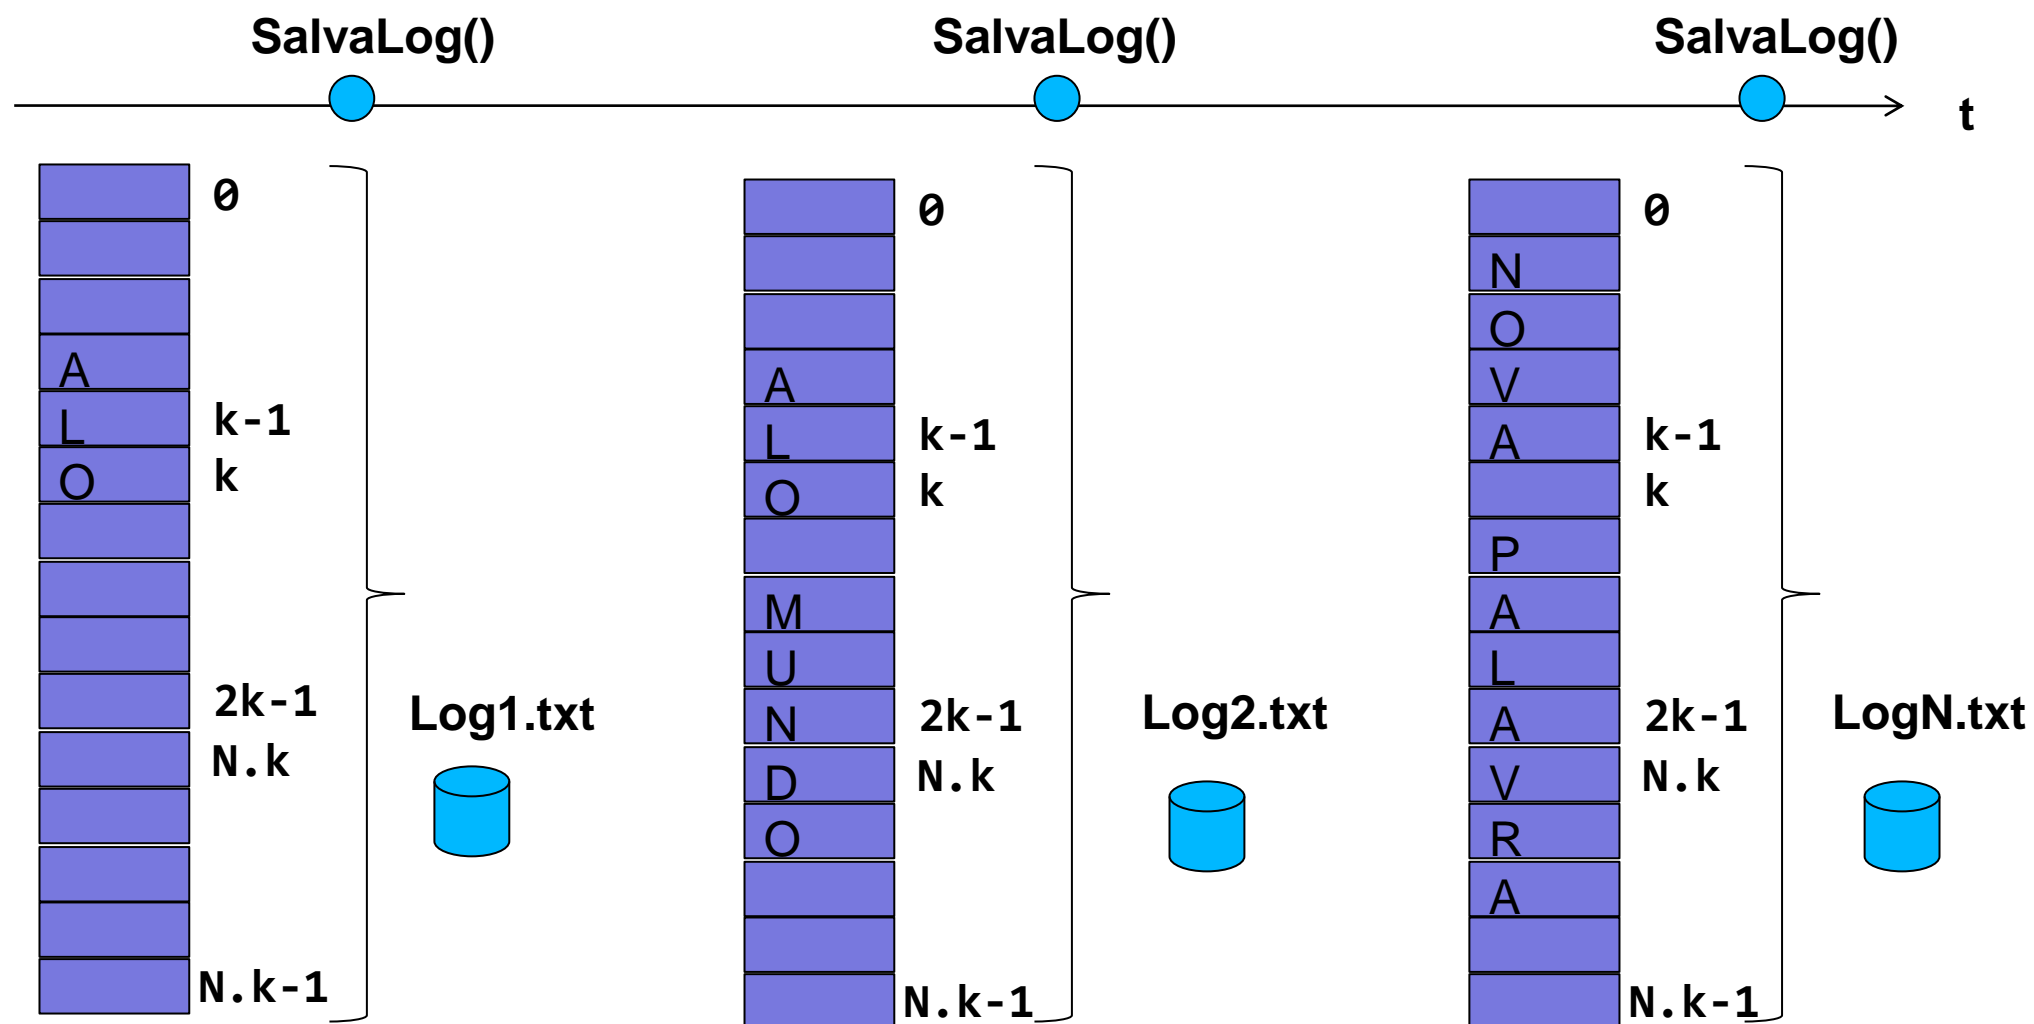 SalvaLog() SalvaLog() SalvaLog()
t
0
A
L k-1
O k
2k-1
N.k
N.k-1
Log1.txt
0
A
L k-1
O k
M
U
N 2k-1
D N.k
O
N.k-1
Log2.txt
0
N
O
V
A k-1
k
P
A
L
A 2k-1
V N.k
R
A
N.k-1
LogN.txt